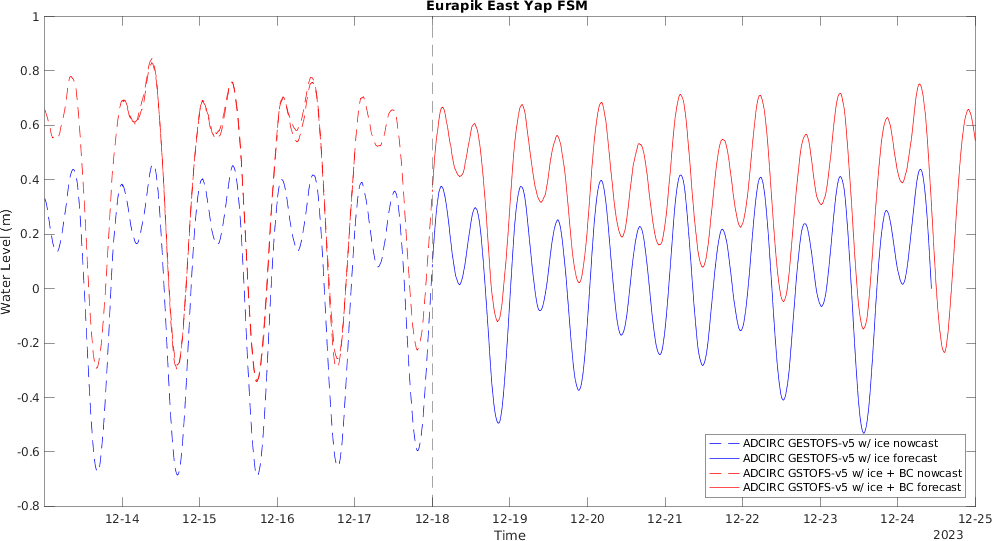 Eurapik East Yap FSM
1
0.8
0.6
0.4
0.2
0
-0.2
-0.4
-0.6
-0.8
Water Level (m)
12-14 12-15 12-16 12-17 12-18 12-19 12-20 12-21 12-22 12-23 12-24 12-25
Time
2023
ADCIRC GESTOFS-v5 w/ ice nowcast
ADCIRC GESTOFS-v5 w/ ice forecast
ADCIRC GSTOFS-v5 w/ ice + BC nowcast
ADCIRC GSTOFS-v5 w/ ice + BC forecast